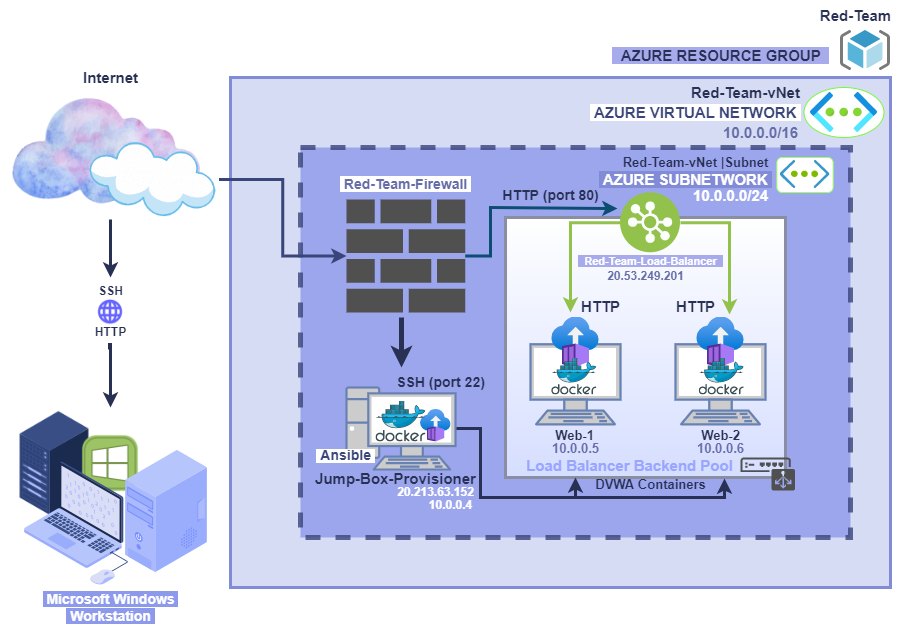 Red-Team
AZURE RESOURCE GROUP
Internet
Red-Team-vNet
AZURE VIRTUAL NETWORK
10.0.0.0/16
Red-Team-vNet |Subnet
AZURE SUBNETWORK
10.0.0.0/24
Red-Team-Firewall
HTTP (port 80)
Red-Team-Load-Balancer
20.53.249.201
SSH
HTTP
HTTP
HTTP
SSH (port 22)
docker
docker
docker
Web-1
10.0.0.5
Web-2
10.0.0.6
Ansible
Load Balancer Backend Pool
Jump-Box-Provisioner
20.213.63.152
10.0.0.4
DVWA Containers
Microsoft Windows
Workstation